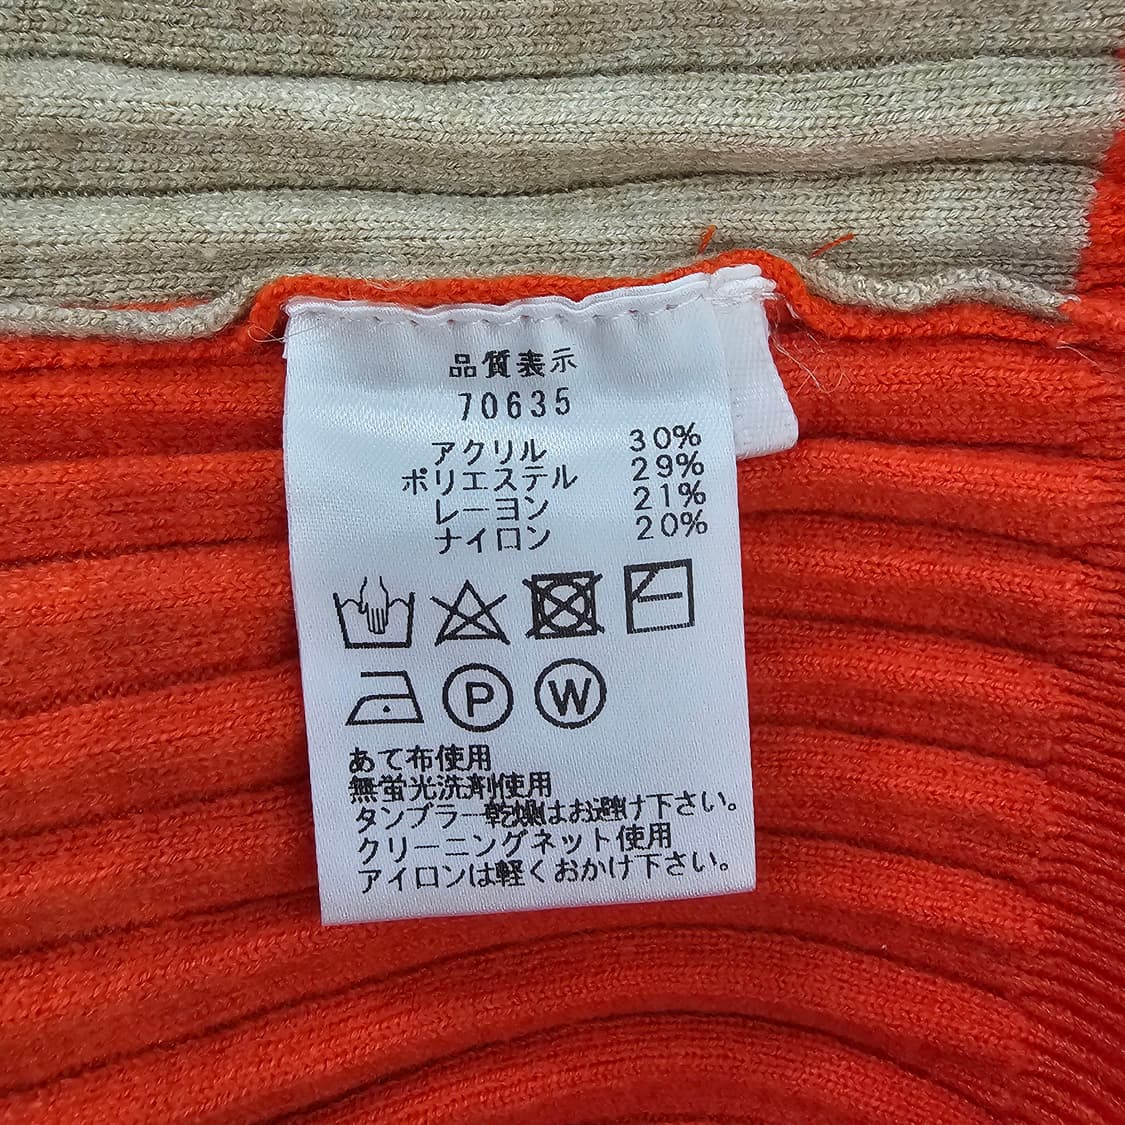 品質表示
70635
アクリル 30%
ポリエステル 29%
レーヨン 21%
ナイロン 20%
P W
あて布使用
無蛍光洗剤使用
タンブラー乾燥はお避け下さい。
クリーニングネット使用
アイロンは軽くおかけ下さい。